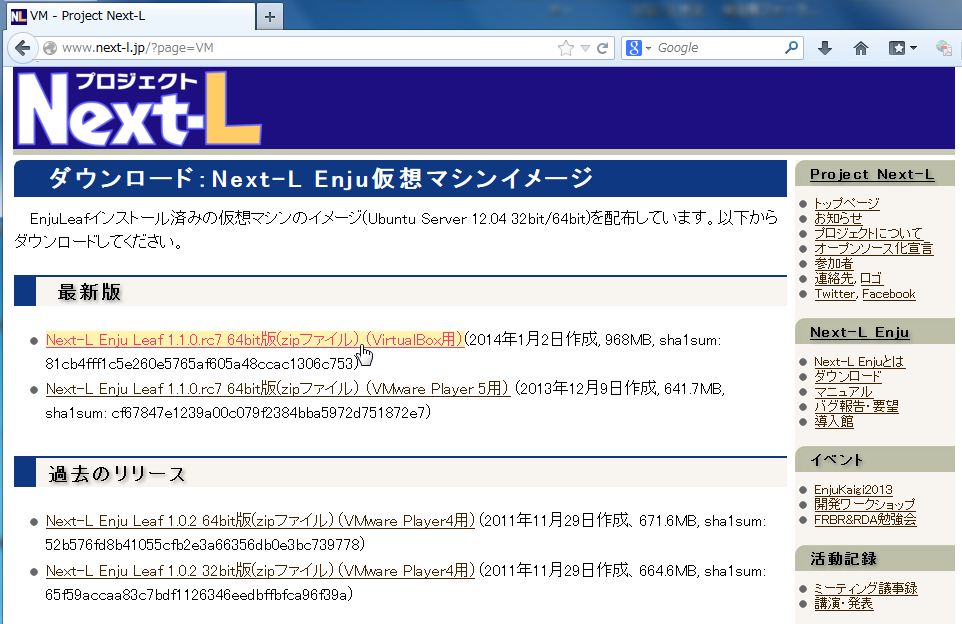 VM - Project Next-L
www.next-l.jp/?page=VM
Google
プロジェクト
Next-L
ダウンロード:Next-L Enju仮想マシンイメージ
EnjuLeafインストール済みの仮想マシンのイメージ(Ubuntu Server 12.04 32bit/64bit)を配布しています。以下から
ダウンロードしてください。
最新版
Next-L Enju Leaf 1.1.0.rc7 64bit版(zipファイル) (VirtualBox用)(2014年1月2日作成, 968MB, sha1sum:
81cb4fff1c5e260e5765af605a48ccac1306c753)
Next-L Enju Leaf 1.1.0.rc7 64bit版(zipファイル) (VMware Player 5用) (2013年12月9日作成, 641.7MB,
sha1sum: cf67847e1239a00c079f2384bba5972d751872e7)
過去のリリース
Next-L Enju Leaf 1.0.2 64bit版(zipファイル) (VMware Player4用) (2011年11月29日作成、671.6MB, sha1sum:
52b576fd8b41055cfb2e3a66356db0e3bc739778)
Next-L Enju Leaf 1.0.2 32bit版(zipファイル) (VMware Player4用) (2011年11月29日作成、664.6MB, sha1sum:
65f59accaa83c7bdf1126346eedbffbfca96f39a)
Project Next-L
トップページ
お知らせ
プロジェクトについて
オープンソース化宣言
参加者
連絡先, ロゴ
Twitter, Facebook
Next-L Enju
Next-L Enjuとは
ダウンロード
マニュアル
バグ報告・要望
導入館
イベント
EnjuKaigi2013
開発ワークショップ
FRBR&RDA勉強会
活動記録
ミーティング議事録
講演・発表